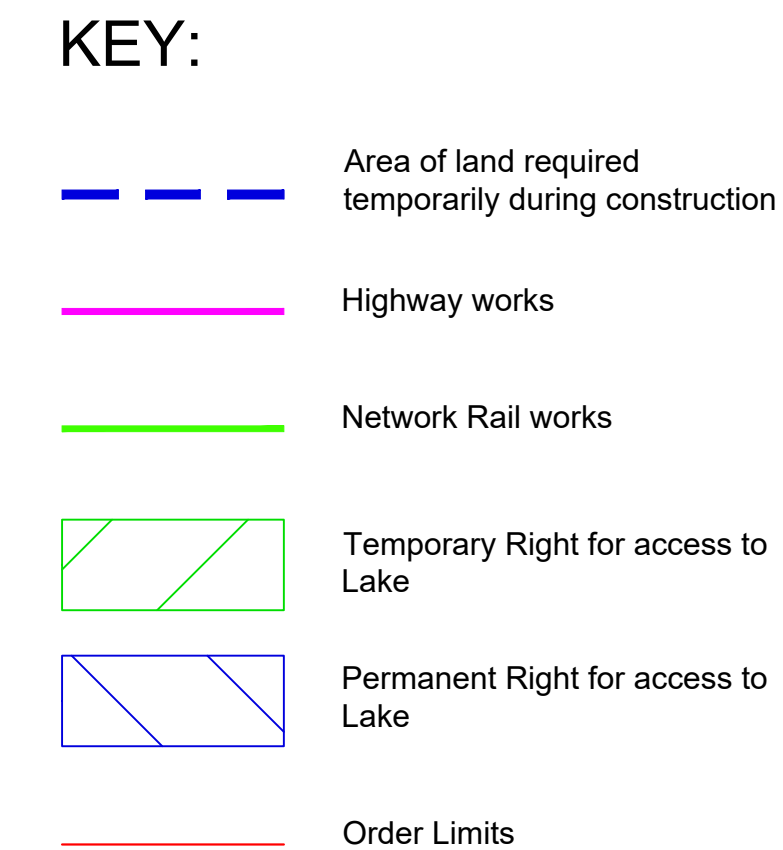 KEY:
Area of land required
temporarily during construction
Highway works
Network Rail works
Temporary Right for access to
Lake
Permanent Right for access to
Lake
Order Limits